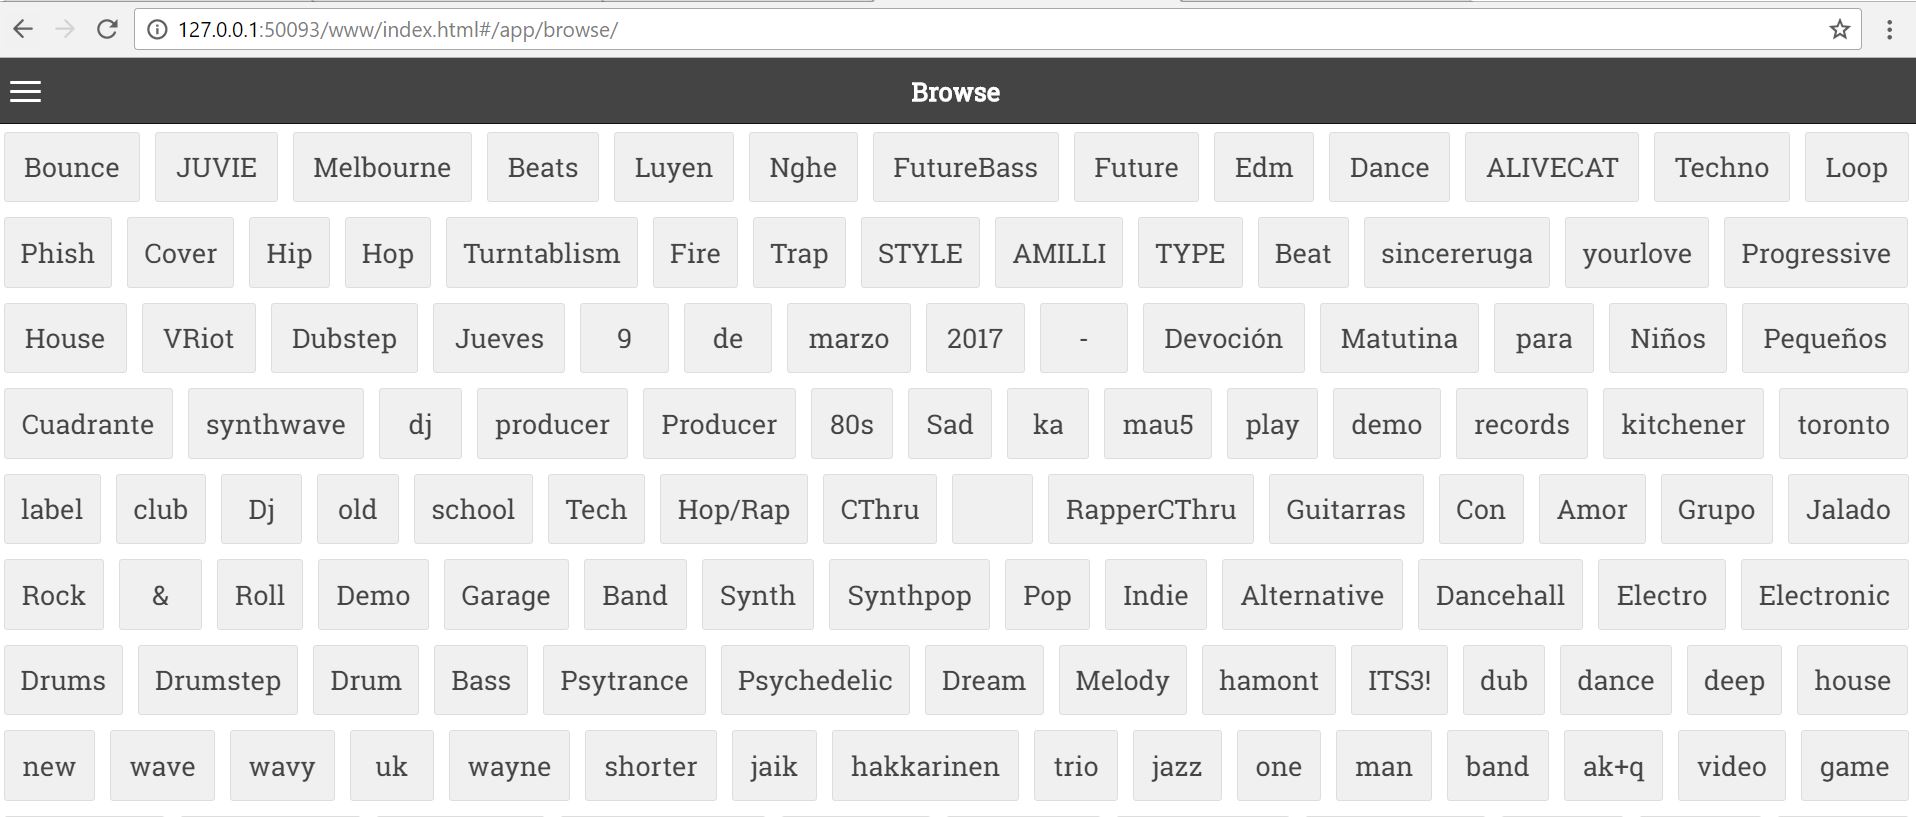 127.0.0.1:50093/www/index.html#/app/browse/
Browse
Bounce JUVIE Melbourne Beats Luyen Nghe FutureBass Future Edm Dance ALIVECAT Techno Loop
Phish Cover Hip Hop Turntablism Fire Trap STYLE AMILLI TYPE Beat sincereruga yourlove Progressive
House VRiot Dubstep Jueves 9 de marzo 2017 - Devoción Matutina para Niños Pequeños
Cuadrante synthwave dj producer Producer 80s Sad ka mau5 play demo records kitchener toronto
label club Dj old school Tech Hop/Rap CThru RapperCThru Guitarras Con Amor Grupo Jalado
Rock & Roll Demo Garage Band Synth Synthpop Pop Indie Alternative Dancehall Electro Electronic
Drums Drumstep Drum Bass Psytrance Psychedelic Dream Melody hamont ITS3! dub dance deep house
new wave wavy uk wayne shorter jaik hakkarinen trio jazz one man band ak+q video game